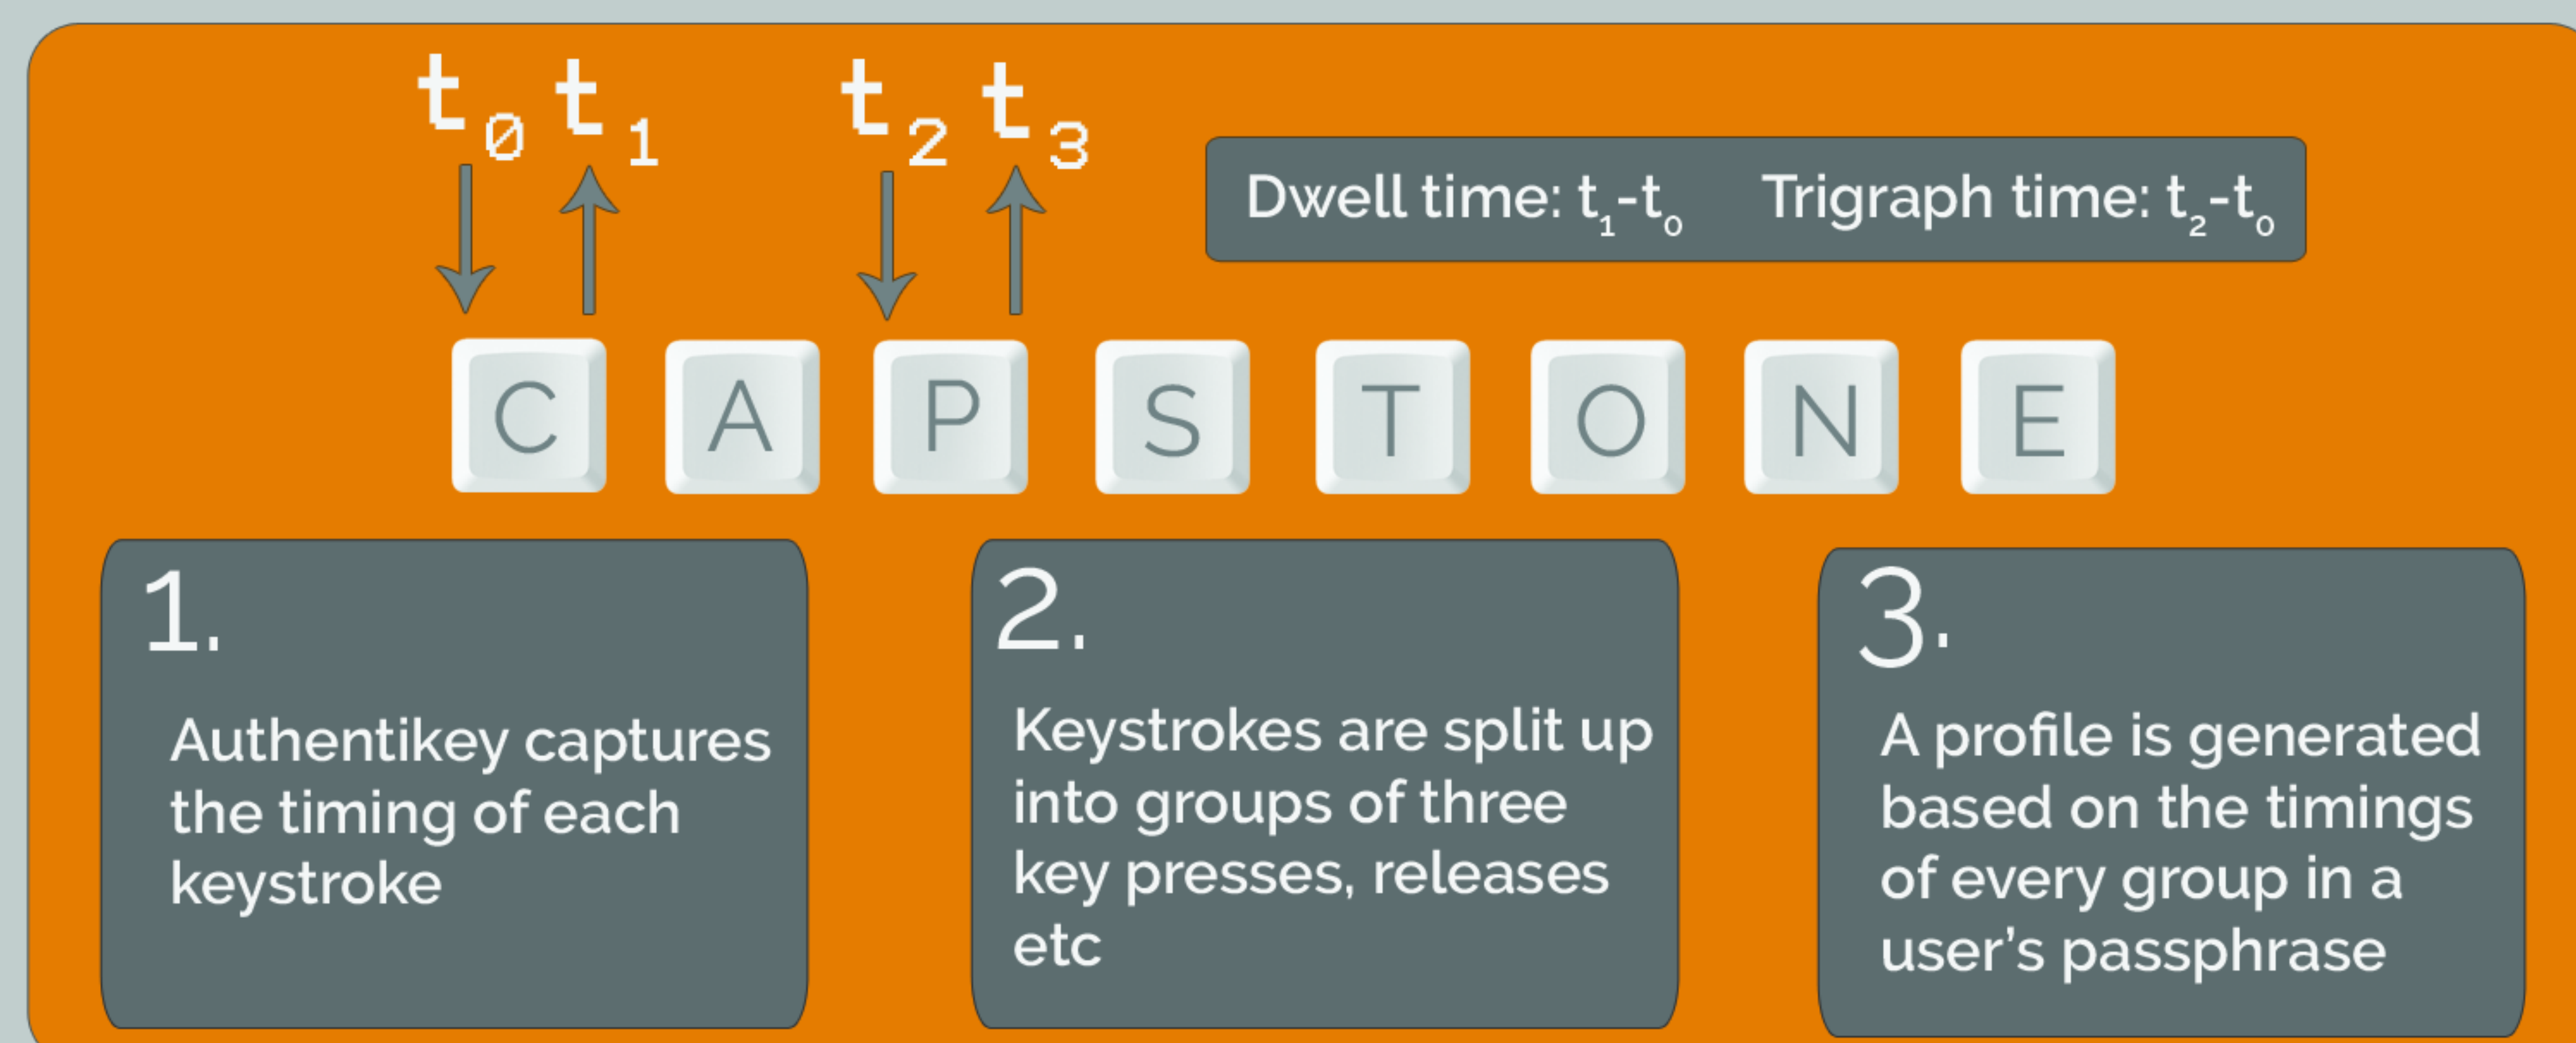 t0 t1 t2 t3
Dwell time: t1-t0 Trigraph time: t2-t0
C A P S T O N E
1.
Authentikey captures
the timing of each
keystroke
2.
Keystrokes are split up
into groups of three
key presses, releases
etc
3.
A profile is generated
based on the timings
of every group in a
user's passphrase